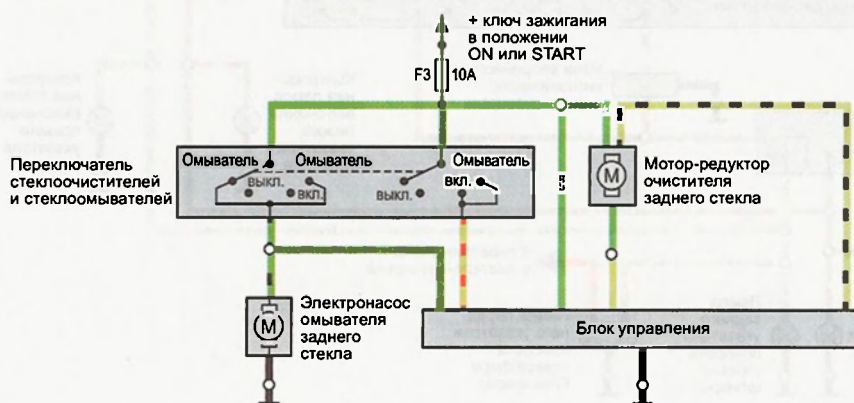 + ключ зажигания
в положении
ON или START
F3
10A
Переключатель
стеклоочистителей
и стеклоомывателей
Омыватель
Омыватель
Омыватель
ВЫКЛ.
ВКЛ.
ВЫКЛ.
ВКЛ.
M
Мотор-редуктор
очистителя
заднего стекла
M
Электронасос
омывателя
заднего
стекла
Блок управления